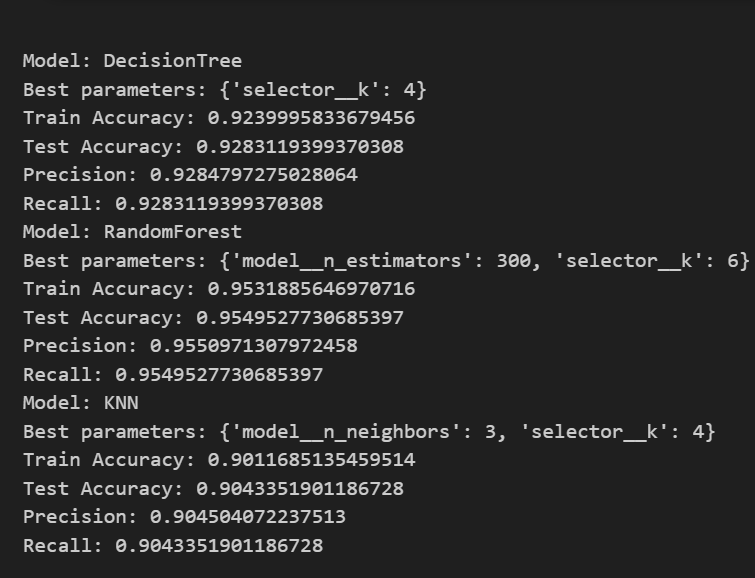 Model: DecisionTree
Best parameters: {'selector__k': 4}
Train Accuracy: 0.9239995833679456
Test Accuracy: 0.9283119399370308
Precision: 0.9284797275028064
Recall: 0.9283119399370308
Model: RandomForest
Best parameters: {'model__n_estimators': 300, 'selector__k': 6}
Train Accuracy: 0.9531885646970716
Test Accuracy: 0.9549527730685397
Precision: 0.9550971307972458
Recall: 0.9549527730685397
Model: KNN
Best parameters: {'model__n_neighbors': 3, 'selector__k': 4}
Train Accuracy: 0.9011685135459514
Test Accuracy: 0.9043351901186728
Precision: 0.904504072237513
Recall: 0.9043351901186728